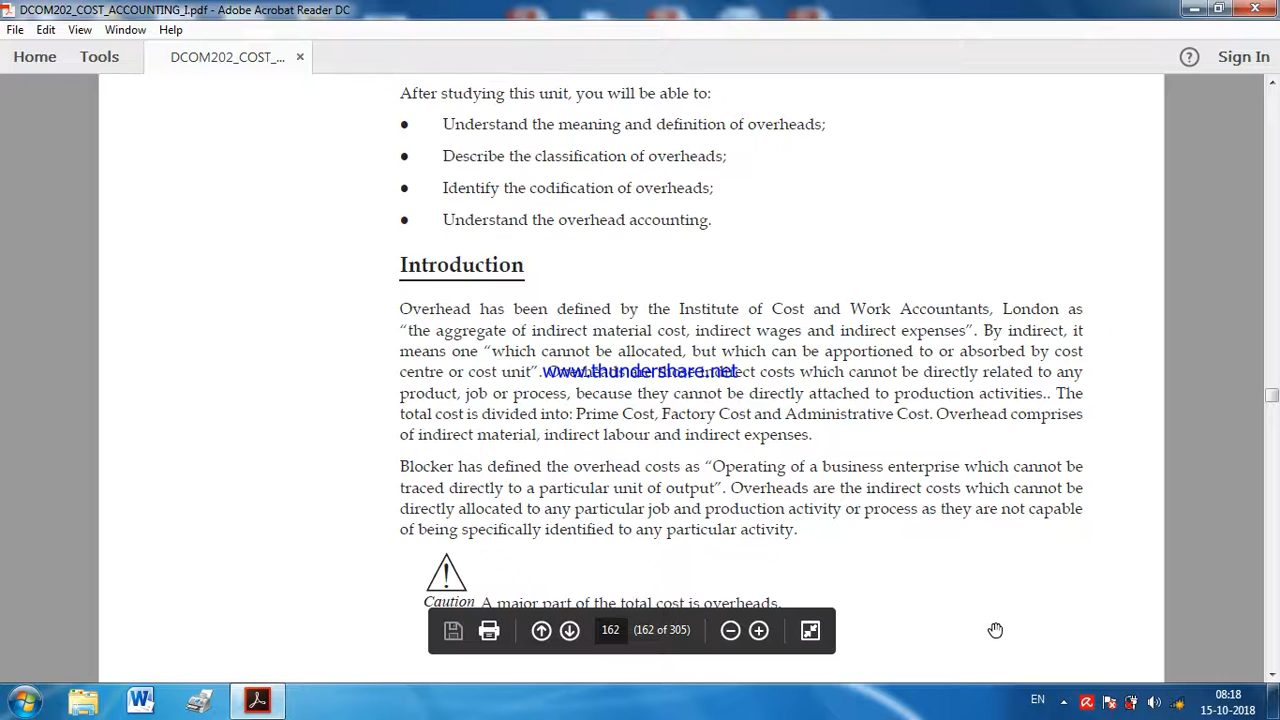 DCOM202_COST_ACCOUNTING_I.pdf - Adobe Acrobat Reader DC
File Edit View Window Help
Home Tools DCOM202_COST_... × ? Sign In
After studying this unit, you will be able to:
● Understand the meaning and definition of overheads;
● Describe the classification of overheads;
● Identify the codification of overheads;
● Understand the overhead accounting.
Introduction
Overhead has been defined by the Institute of Cost and Work Accountants, London as
“the aggregate of indirect material cost, indirect wages and indirect expenses”. By indirect, it
means one “which cannot be allocated, but which can be apportioned to or absorbed by cost
centre or cost unit”. Overheads are those indirect costs which cannot be directly related to any
www.thundershare.net
product, job or process, because they cannot be directly attached to production activities.. The
total cost is divided into: Prime Cost, Factory Cost and Administrative Cost. Overhead comprises
of indirect material, indirect labour and indirect expenses.
Blocker has defined the overhead costs as “Operating of a business enterprise which cannot be
traced directly to a particular unit of output”. Overheads are the indirect costs which cannot be
directly allocated to any particular job and production activity or process as they are not capable
of being specifically identified to any particular activity.
Caution A major part of the total cost is overheads.
162 (162 of 305)
EN 08:18
15-10-2018